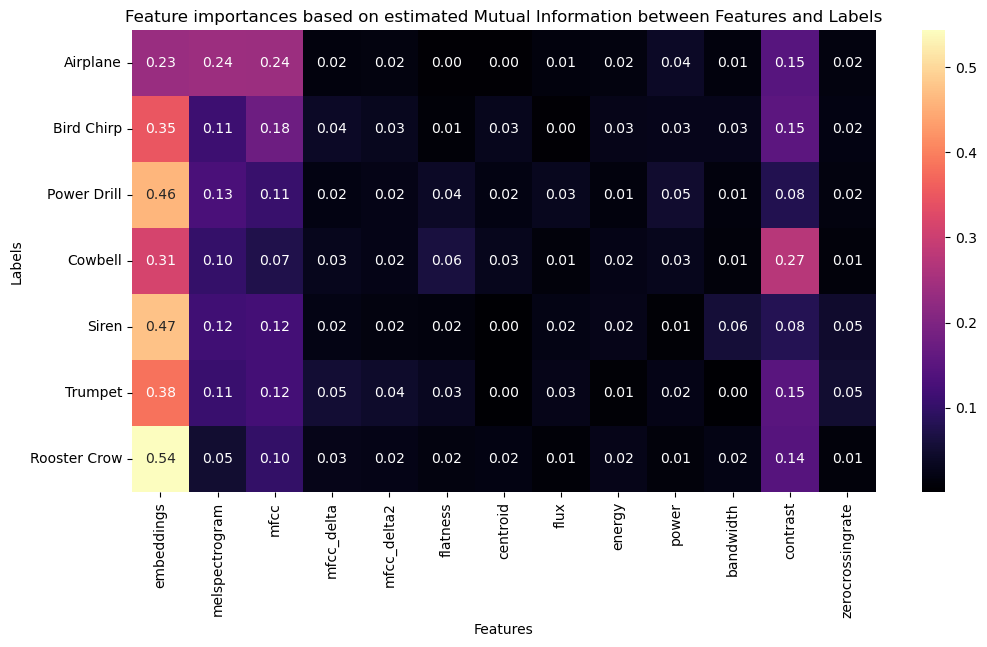 Feature importances based on estimated Mutual Information between Features and Labels
Labels
Airplane 0.23 0.24 0.24 0.02 0.02 0.00 0.00 0.01 0.02 0.04 0.01 0.15 0.02
Bird Chirp 0.35 0.11 0.18 0.04 0.03 0.01 0.03 0.00 0.03 0.03 0.03 0.15 0.02
Power Drill 0.46 0.13 0.11 0.02 0.02 0.04 0.02 0.03 0.01 0.05 0.01 0.08 0.02
Cowbell 0.31 0.10 0.07 0.03 0.02 0.06 0.03 0.01 0.02 0.03 0.01 0.27 0.01
Siren 0.47 0.12 0.12 0.02 0.02 0.02 0.00 0.02 0.02 0.01 0.06 0.08 0.05
Trumpet 0.38 0.11 0.12 0.05 0.04 0.03 0.00 0.03 0.01 0.02 0.00 0.15 0.05
Rooster Crow 0.54 0.05 0.10 0.03 0.02 0.02 0.02 0.01 0.02 0.01 0.02 0.14 0.01
embeddings melspectrogram mfcc mfcc_delta mfcc_delta2 flatness centroid flux energy power bandwidth contrast zerocrossingrate
Features
0.5
0.4
0.3
0.2
0.1